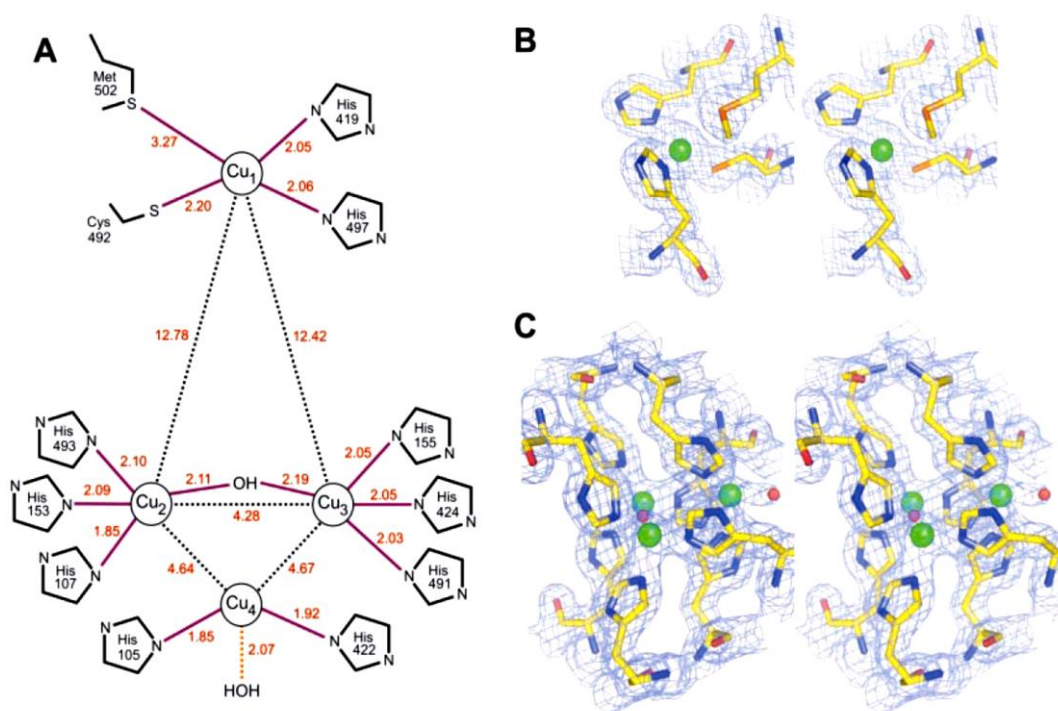 A
B
Met
502
S
N
His
419
N
3.27
2.05
Cu1
Cys
492
S
2.20
2.06
N
His
497
N
12.78
12.42
C
N
His
493
N
2.10
N
His
155
N
2.05
N
His
153
N
2.09
Cu2
2.11
OH
2.19
Cu3
2.05
N
His
424
N
4.28
N
His
107
N
1.85
2.03
N
His
491
N
4.64
4.67
Cu4
N
His
105
N
1.85
1.92
N
His
422
N
2.07
HOH